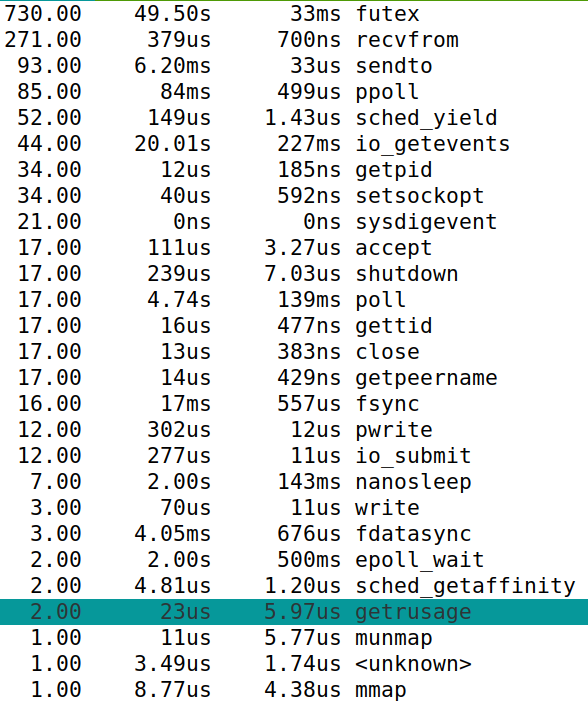 730.00 49.50s 33ms futex
271.00 379us 700ns recvfrom
93.00 6.20ms 33us sendto
85.00 84ms 499us ppoll
52.00 149us 1.43us sched_yield
44.00 20.01s 227ms io_getevents
34.00 12us 185ns getpid
34.00 40us 592ns setsockopt
21.00 0ns 0ns sysdigevent
17.00 111us 3.27us accept
17.00 239us 7.03us shutdown
17.00 4.74s 139ms poll
17.00 16us 477ns gettid
17.00 13us 383ns close
17.00 14us 429ns getpeername
16.00 17ms 557us fsync
12.00 302us 12us pwrite
12.00 277us 11us io_submit
7.00 2.00s 143ms nanosleep
3.00 70us 11us write
3.00 4.05ms 676us fdatasync
2.00 2.00s 500ms epoll_wait
2.00 4.81us 1.20us sched_getaffinity
2.00 23us 5.97us getrusage
1.00 11us 5.77us munmap
1.00 3.49us 1.74us <unknown>
1.00 8.77us 4.38us mmap